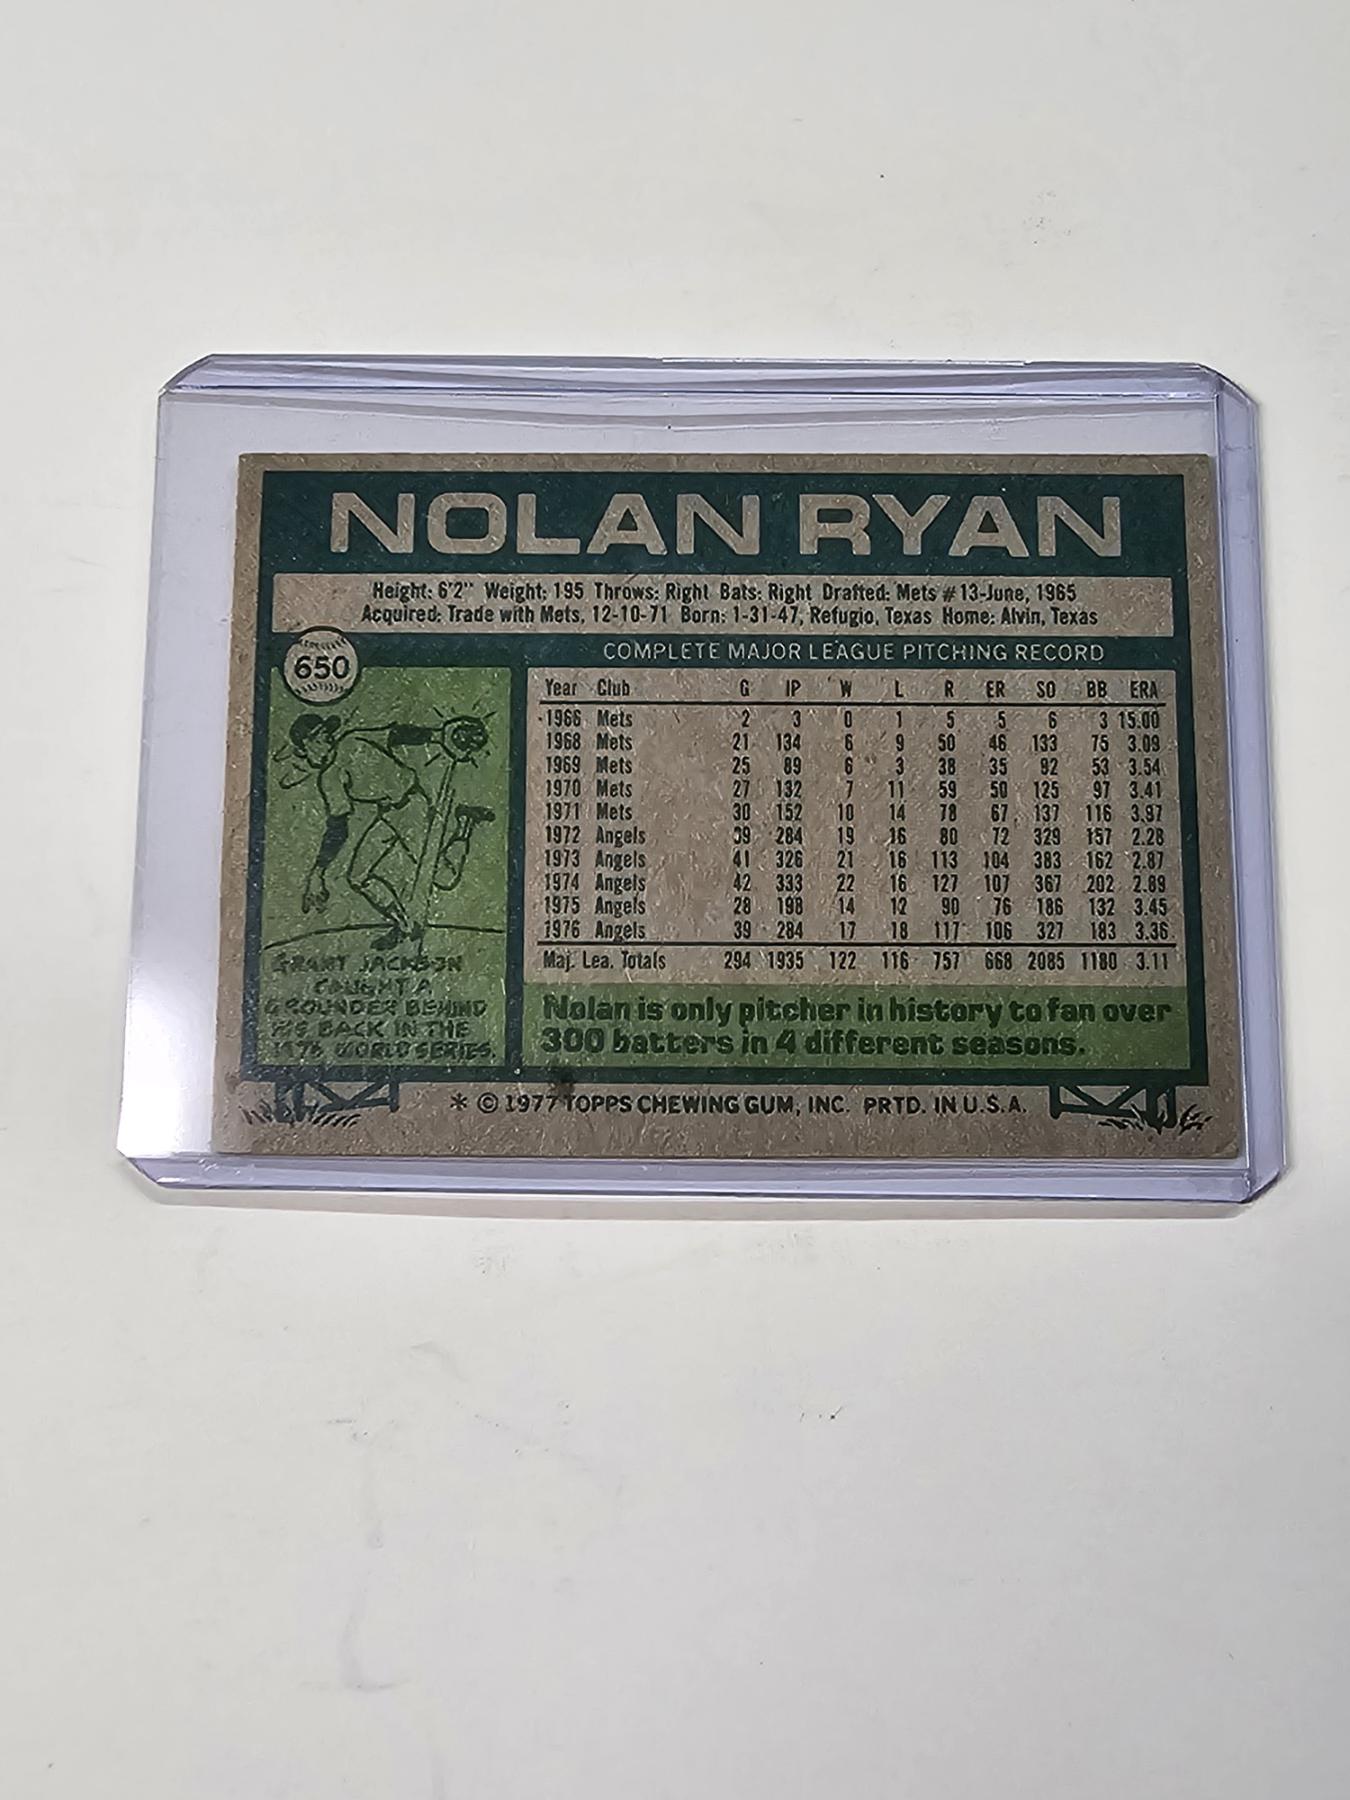 NOLAN RYAN
Height: 6'2" Weight: 195 Throws: Right Bats: Right Drafted: Mets #13-June, 1965
Acquired: Trade with Mets, 12-10-71 Born: 1-31-47, Refugio, Texas Home: Alvin, Texas
650
COMPLETE MAJOR LEAGUE PITCHING RECORD
Year Club G IP W L R ER SO BB ERA
1966 Mets 2 3 0 1 5 5 6 3 15.00
1968 Mets 21 134 6 9 50 46 133 75 3.09
1969 Mets 25 89 6 3 38 35 92 53 3.54
1970 Mets 27 132 7 11 59 50 125 97 3.41
1971 Mets 30 152 10 14 78 67 137 116 3.97
1972 Angels 39 284 19 16 80 72 329 157 2.28
1973 Angels 41 326 21 16 113 104 383 162 2.87
1974 Angels 42 333 22 16 127 107 367 202 2.89
1975 Angels 28 198 14 12 90 76 186 132 3.45
1976 Angels 39 284 17 18 117 106 327 183 3.36
Maj. Lea. Totals 294 1935 122 116 757 668 2085 1180 3.11
GRANT JACKSON
CAUGHT A
GROUNDER BEHIND
HIS BACK IN THE
1976 WORLD SERIES.
Nolan is only pitcher in history to fan over
300 batters in 4 different seasons.
* © 1977 TOPPS CHEWING GUM, INC. PRTD. IN U.S.A.